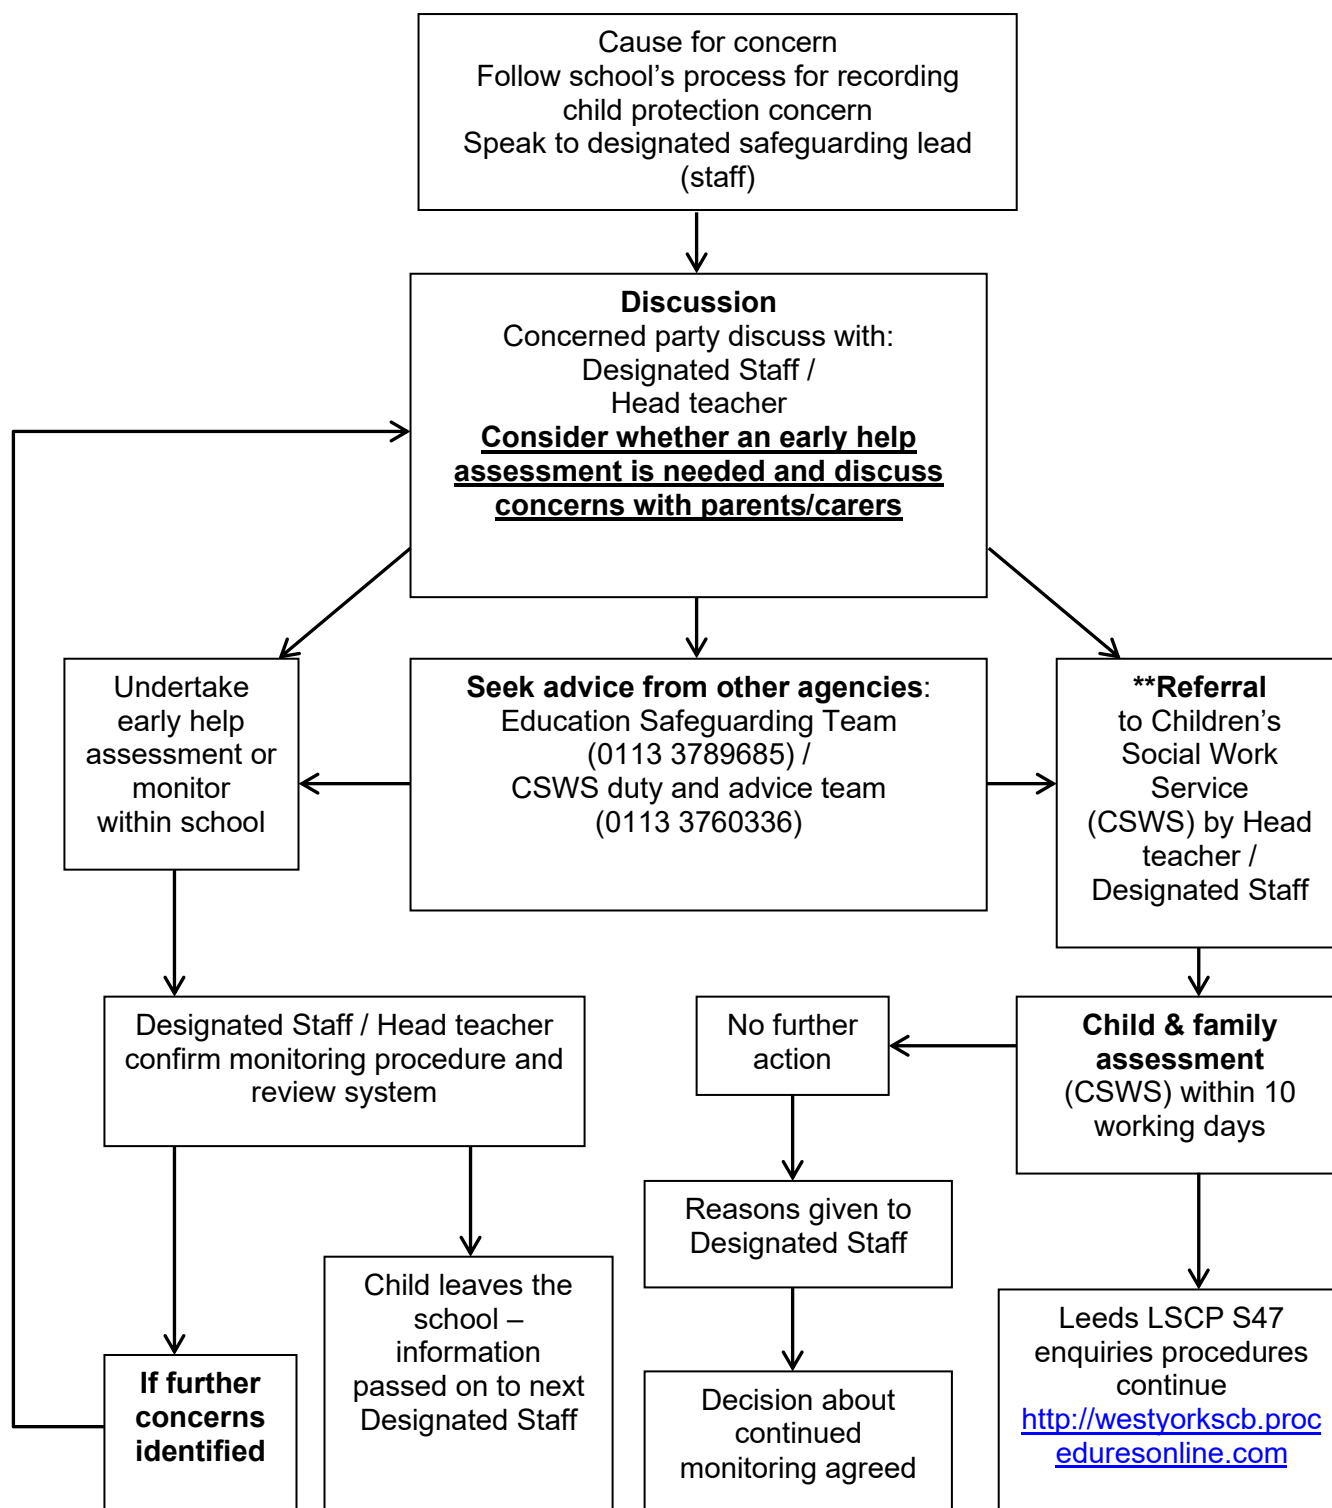 Cause for concern
Follow school’s process for recording
child protection concern
Speak to designated safeguarding lead
(staff)
Discussion
Concerned party discuss with:
Designated Staff /
Head teacher
Consider whether an early help
assessment is needed and discuss
concerns with parents/carers
Undertake
early help
assessment or
monitor
within school
Seek advice from other agencies:
Education Safeguarding Team
(0113 3789685) /
CSWS duty and advice team
(0113 3760336)
**Referral
to Children’s
Social Work
Service
(CSWS) by Head
teacher /
Designated Staff
Designated Staff / Head teacher
confirm monitoring procedure and
review system
No further
action
Child & family
assessment
(CSWS) within 10
working days
Reasons given to
Designated Staff
If further
concerns
identified
Child leaves the
school –
information
passed on to next
Designated Staff
Decision about
continued
monitoring agreed
Leeds LSCP S47
enquiries procedures
continue
http://westyorkscb.proc
eduresonline.com